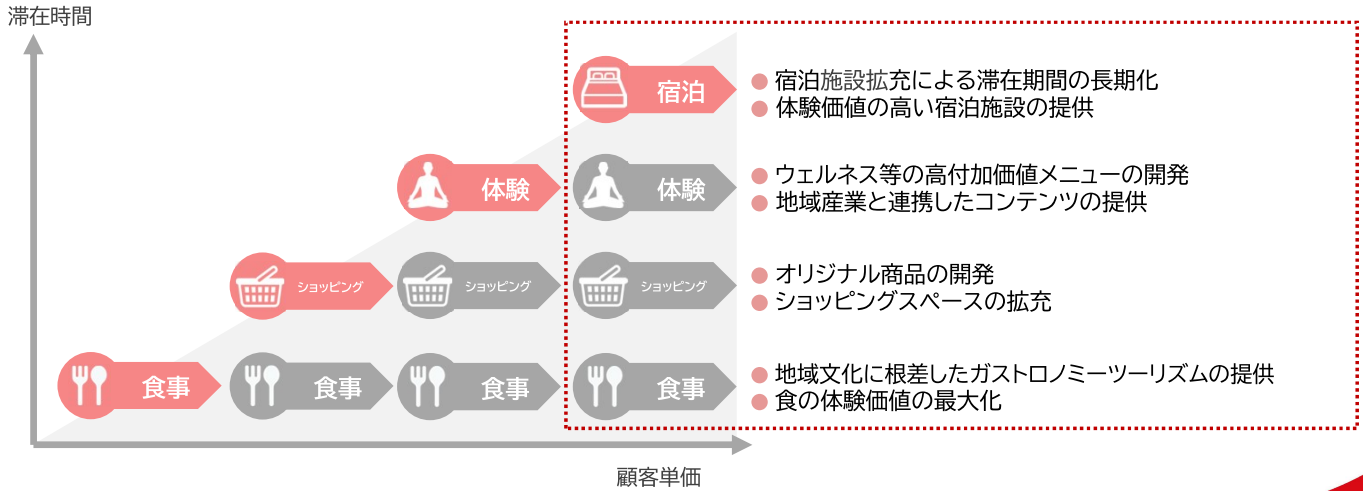 滞在時間
宿泊
● 宿泊施設拡充による滞在期間の長期化
● 体験価値の高い宿泊施設の提供
体験
体験
● ウェルネス等の高付加価値メニューの開発
● 地域産業と連携したコンテンツの提供
ショッピング
ショッピング
ショッピング
● オリジナル商品の開発
● ショッピングスペースの拡充
食事
食事
食事
食事
● 地域文化に根差したガストロノミーツーリズムの提供
● 食の体験価値の最大化
顧客単価